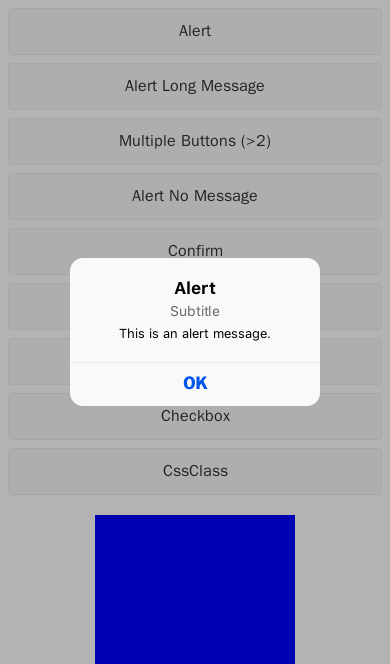 Alert
Alert Long Message
Multiple Buttons (>2)
Alert No Message
Confirm
Alert
Subtitle
This is an alert message.
OK
Checkbox
CssClass